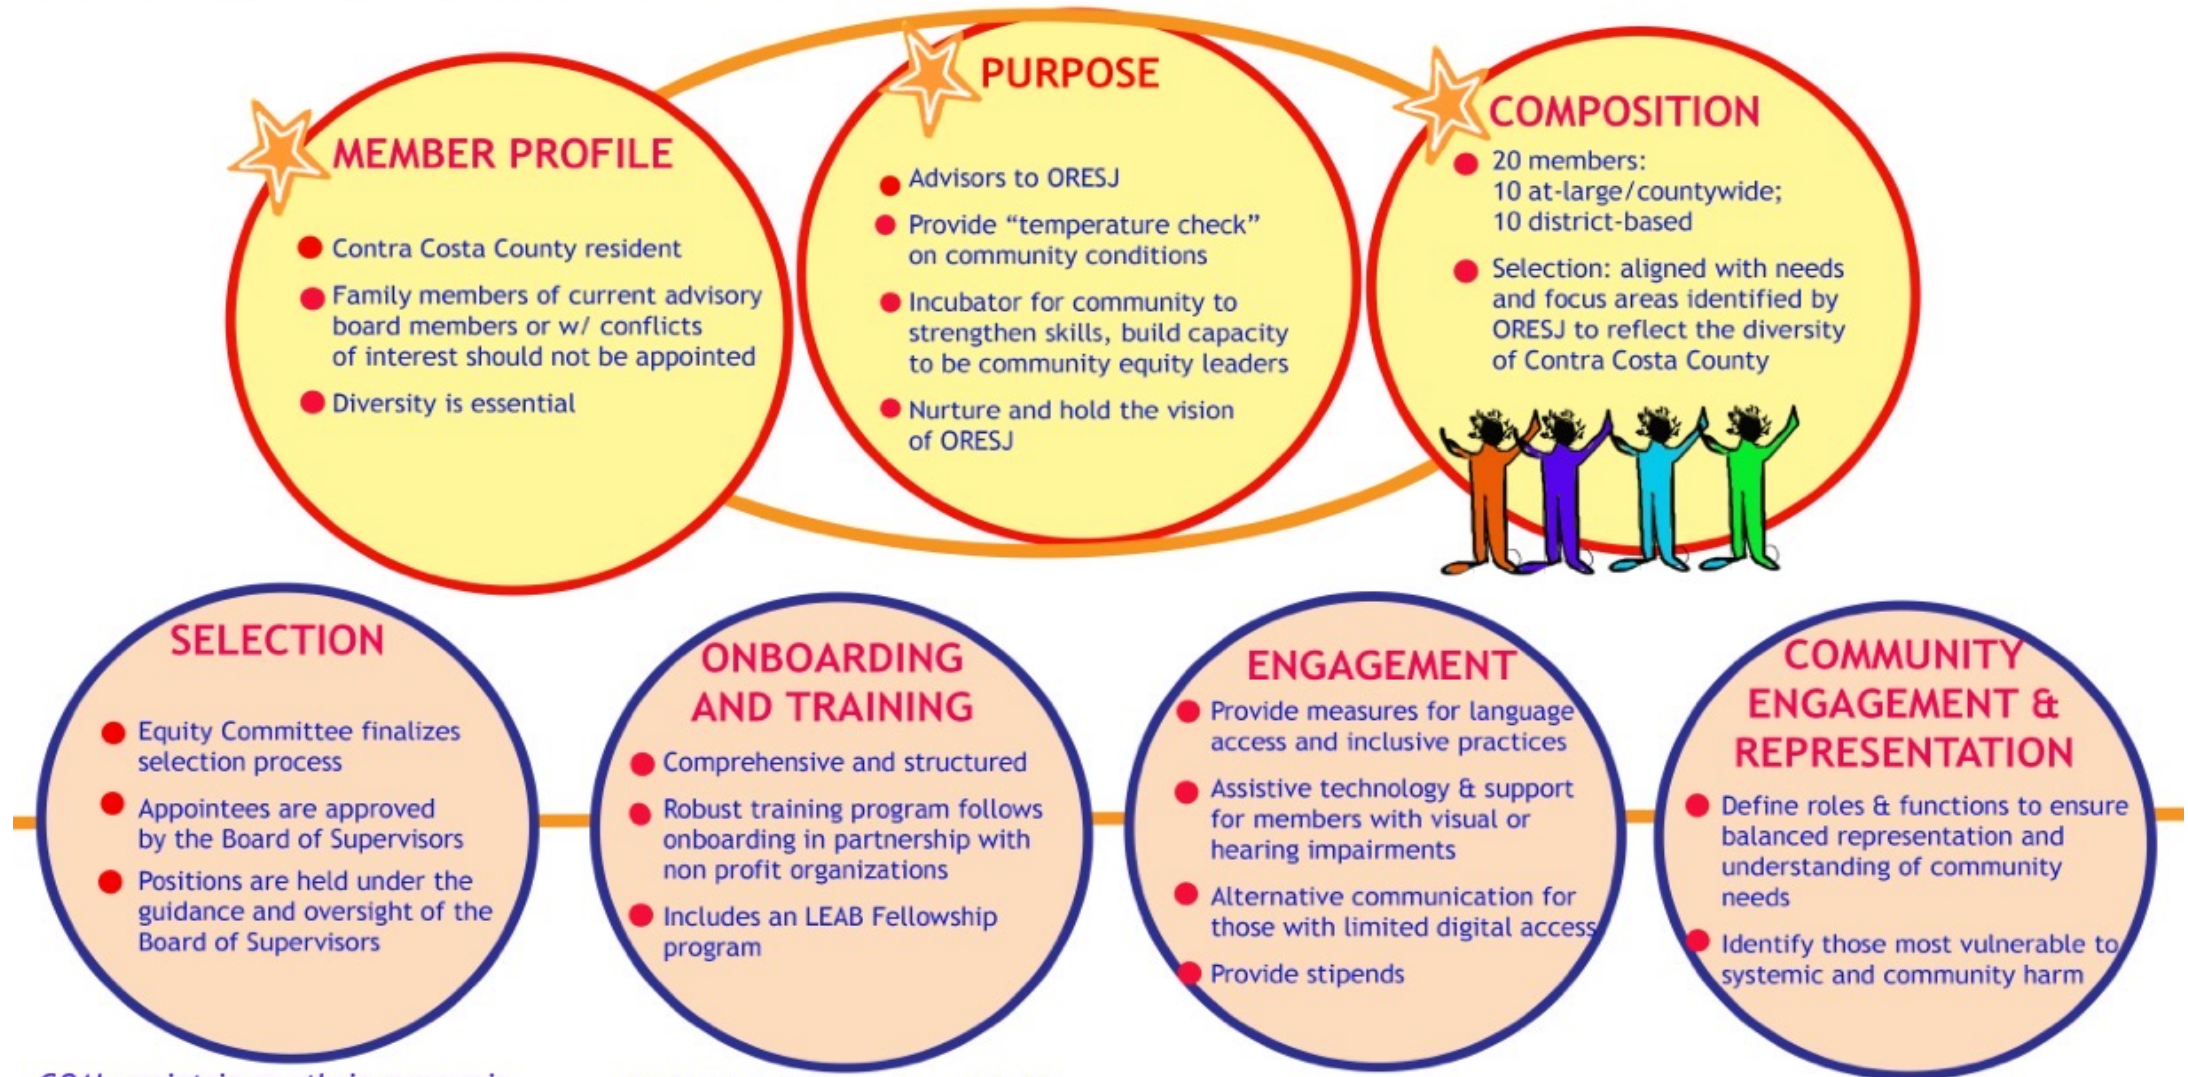 MEMBER PROFILE
Contra Costa County resident
Family members of current advisory
board members or w/ conflicts
of interest should not be appointed
Diversity is essential
PURPOSE
Advisors to ORESJ
Provide “temperature check”
on community conditions
Incubator for community to
strengthen skills, build capacity
to be community equity leaders
Nurture and hold the vision
of ORESJ
COMPOSITION
20 members:
10 at-large/countywide;
10 district-based
Selection: aligned with needs
and focus areas identified by
ORESJ to reflect the diversity
of Contra Costa County
SELECTION
Equity Committee finalizes
selection process
Appointees are approved
by the Board of Supervisors
Positions are held under the
guidance and oversight of the
Board of Supervisors
ONBOARDING
AND TRAINING
Comprehensive and structured
Robust training program follows
onboarding in partnership with
non profit organizations
Includes an LEAB Fellowship
program
ENGAGEMENT
Provide measures for language
access and inclusive practices
Assistive technology & support
for members with visual or
hearing impairments
Alternative communication for
those with limited digital access
Provide stipends
COMMUNITY
ENGAGEMENT &
REPRESENTATION
Define roles & functions to ensure
balanced representation and
understanding of community
needs
Identify those most vulnerable to
systemic and community harm